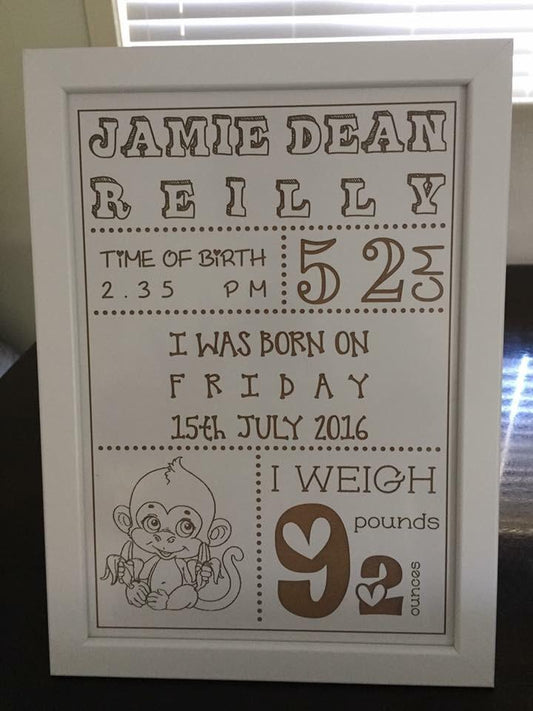 JAMIE DEAN
REILLY
TIME OF BIRTH
2.35 PM
52 CM
I WAS BORN ON
FRIDAY
15th JULY 2016
I WEIGH
9 pounds
2 ounces